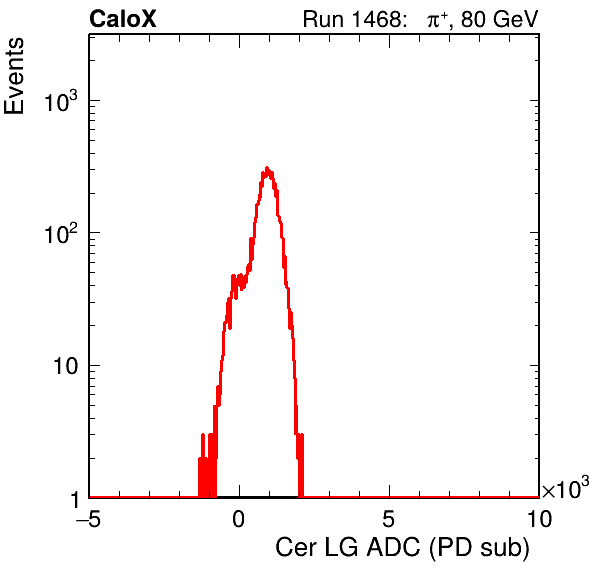 CaloX Run 1468: π⁺, 80 GeV
Events
10³
10²
10
1
−5 0 5 10 ×10³
Cer LG ADC (PD sub)